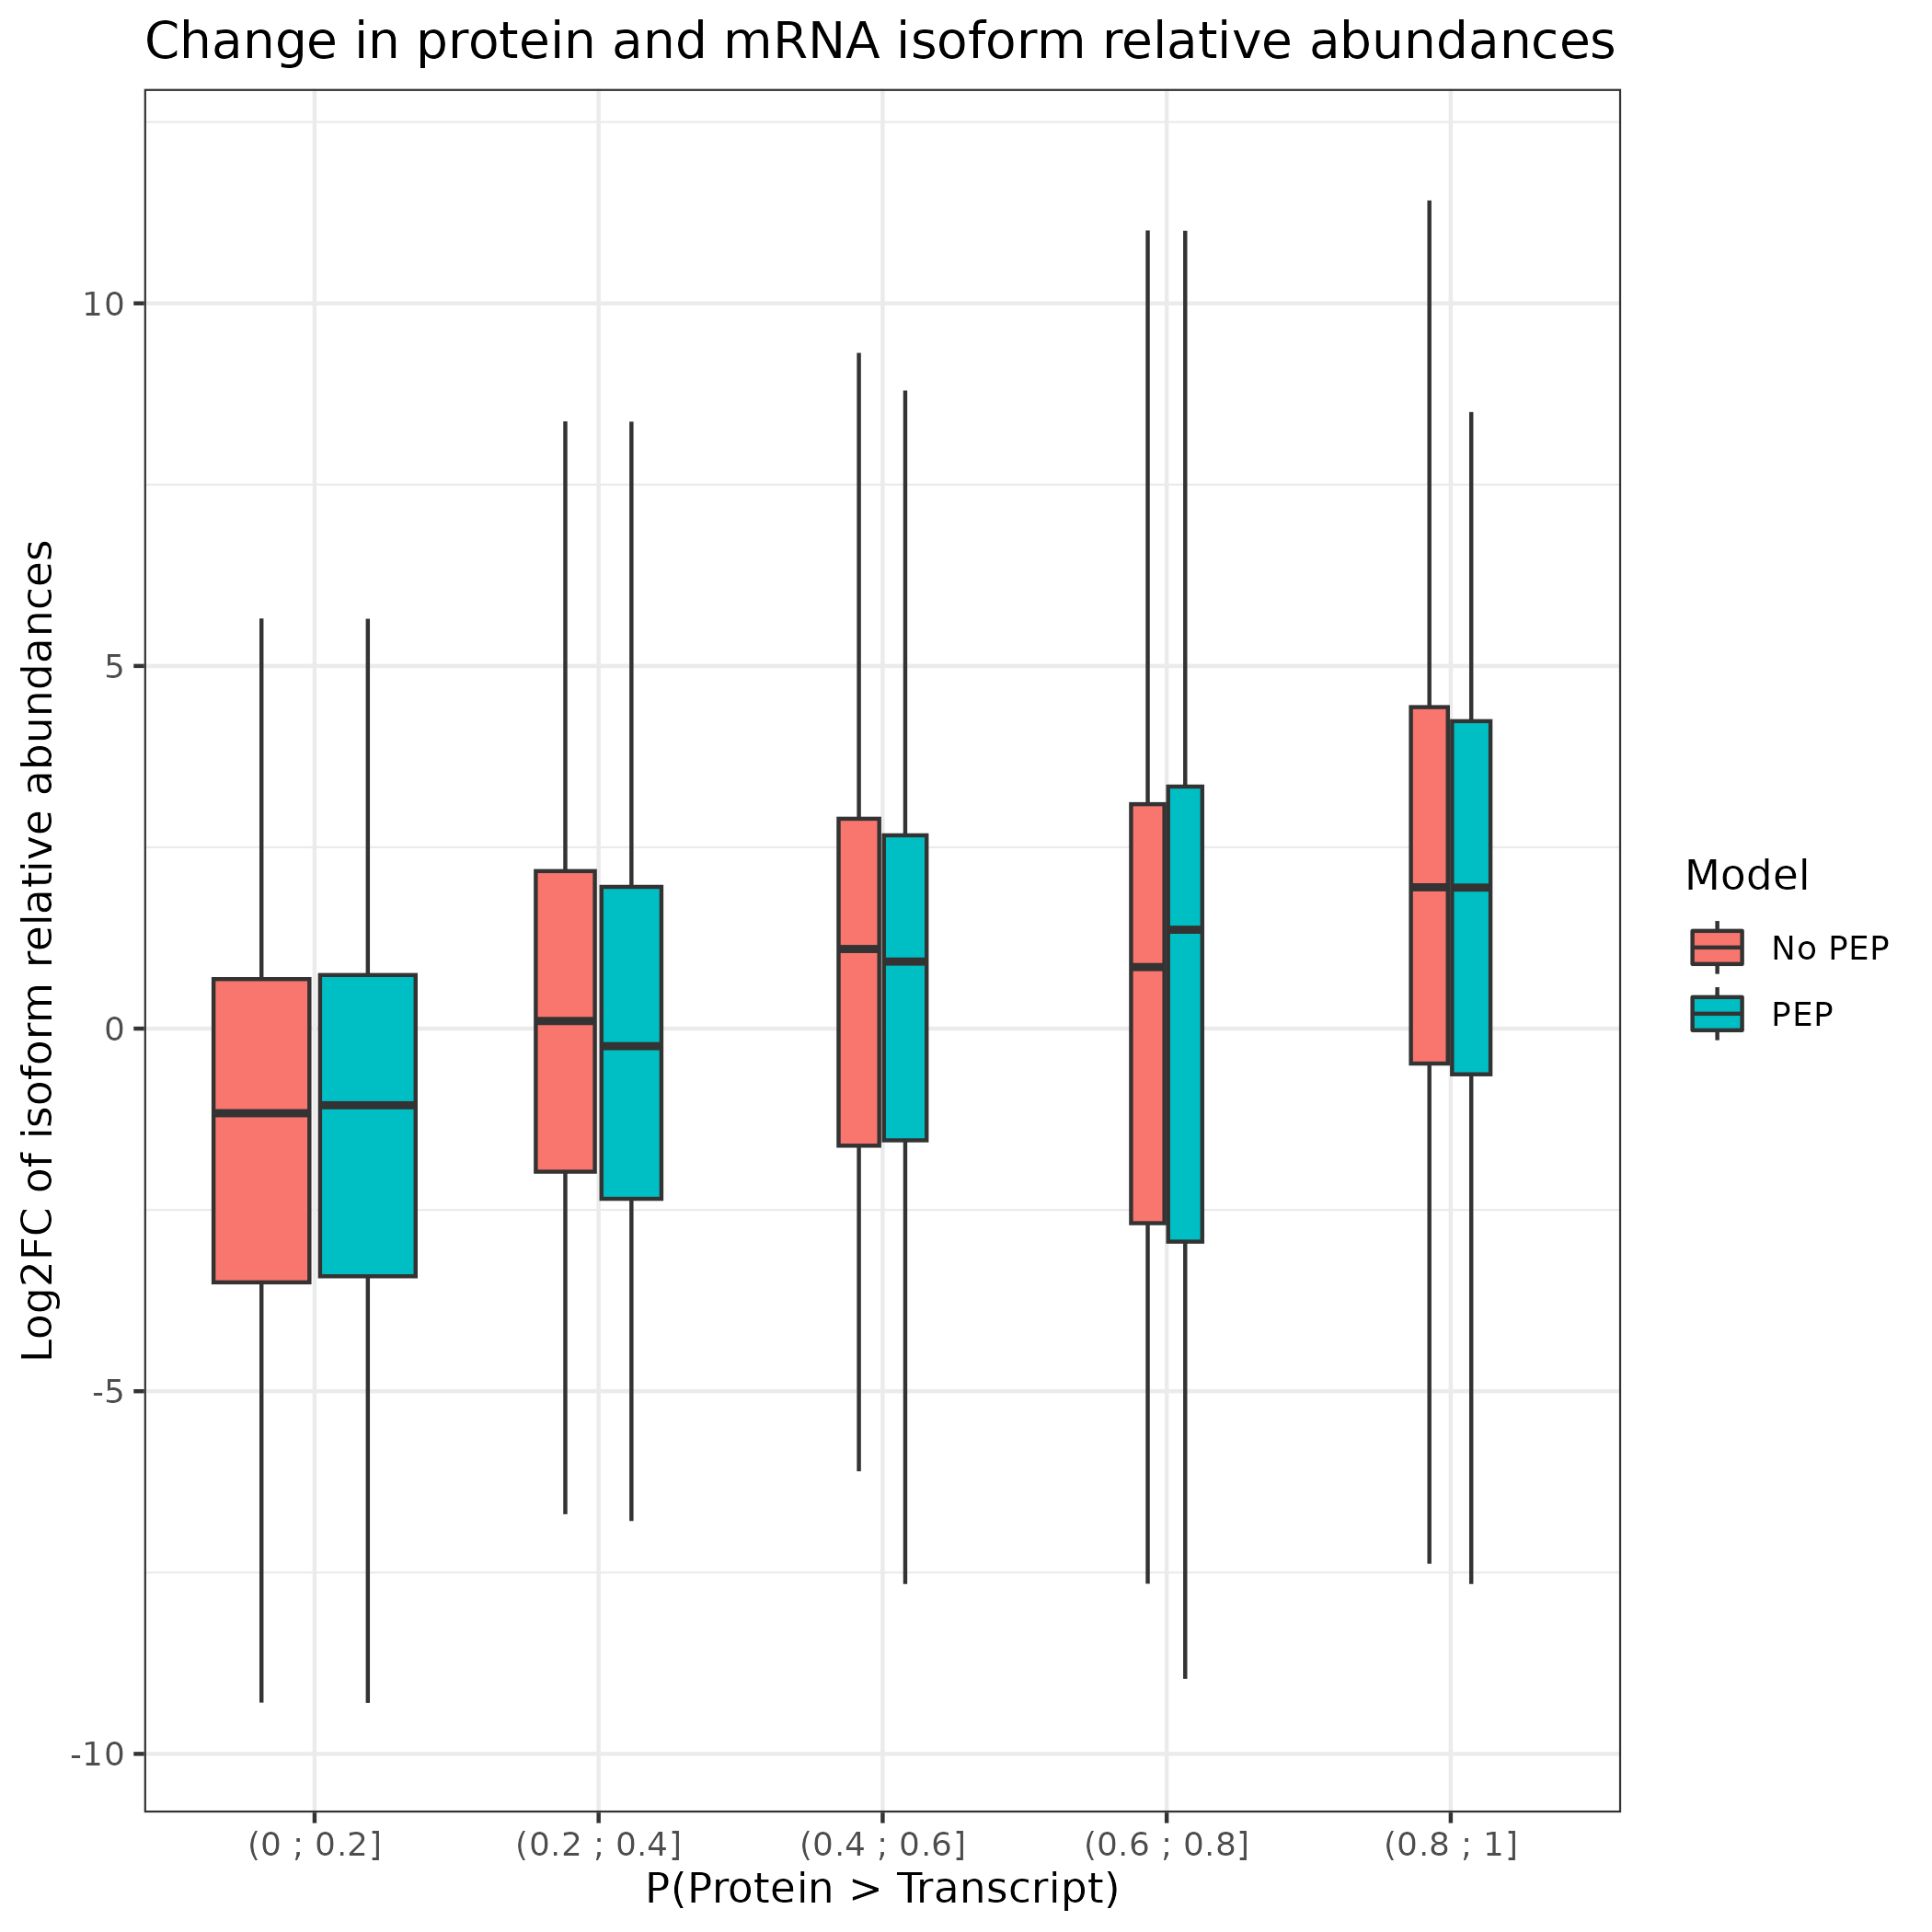 Change in protein and mRNA isoform relative abundances
Log2FC of isoform relative abundances
10
5
0
-5
-10
(0 ; 0.2]
(0.2 ; 0.4]
(0.4 ; 0.6]
(0.6 ; 0.8]
(0.8 ; 1]
P(Protein > Transcript)
Model
No PEP
PEP